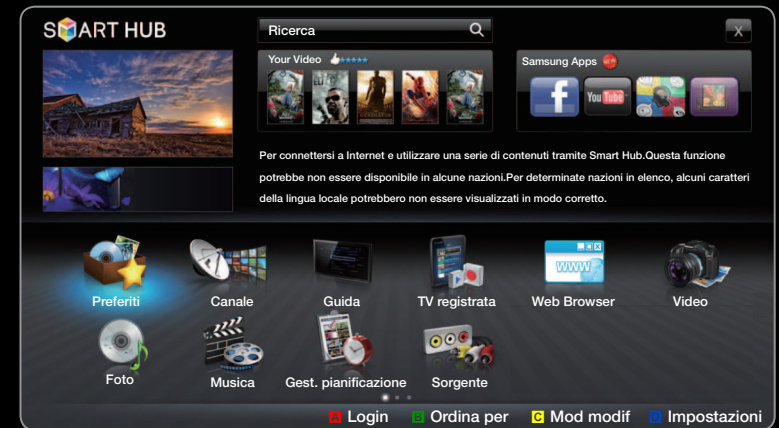 SMART HUB
Ricerca
X
Your Video
Samsung Apps
f
You Tube
Per connettersi a Internet e utilizzare una serie di contenuti tramite Smart Hub.Questa funzione
potrebbe non essere disponibile in alcune nazioni.Per determinate nazioni in elenco, alcuni caratteri
della lingua locale potrebbero non essere visualizzati in modo corretto.
www
Preferiti Canale Guida TV registrata Web Browser Video
Foto Musica Gest. pianificazione Sorgente
A Login B Ordina per C Mod modif D Impostazioni